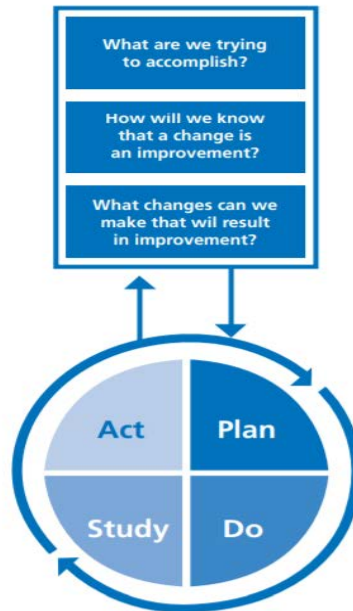 What are we trying
to accomplish?
How will we know
that a change is
an improvement?
What changes can we
make that wil result
in improvement?
Act
Plan
Study
Do